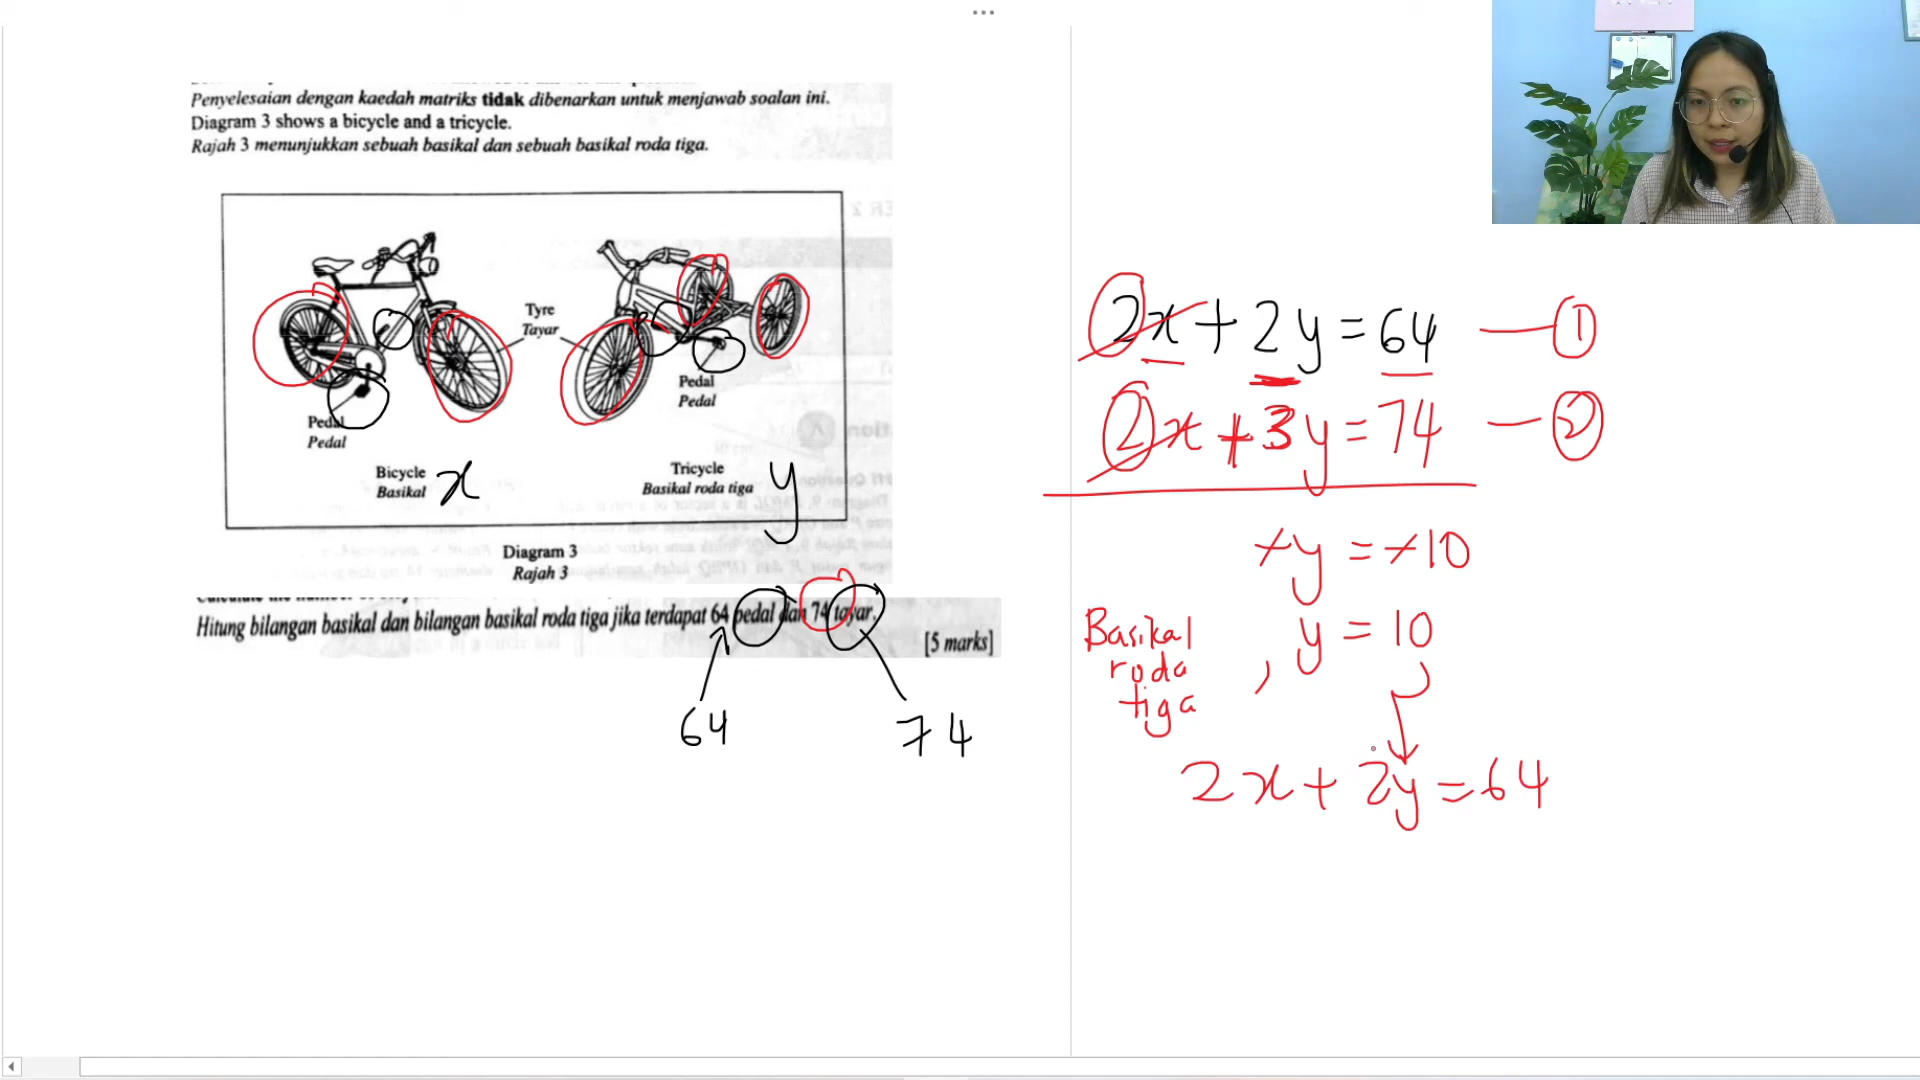 Penyelesaian dengan kaedah matriks tidak dibenarkan untuk menjawab soalan ini.
Diagram 3 shows a bicycle and a tricycle.
Rajah 3 menunjukkan sebuah basikal dan sebuah basikal roda tiga.
Tyre
Tayar
Pedal
Pedal
Pedal
Pedal
Bicycle
Basikal
x
Tricycle
Basikal roda tiga
y
Diagram 3
Rajah 3
Hitung bilangan basikal dan bilangan basikal roda tiga jika terdapat 64 pedal dan 74 tayar.
[5 marks]
64
74
2x + 2y = 64 — 1
2x + 3y = 74 — 2
-y = -10
Basikal
roda
tiga
, y = 10
2x + 2y = 64